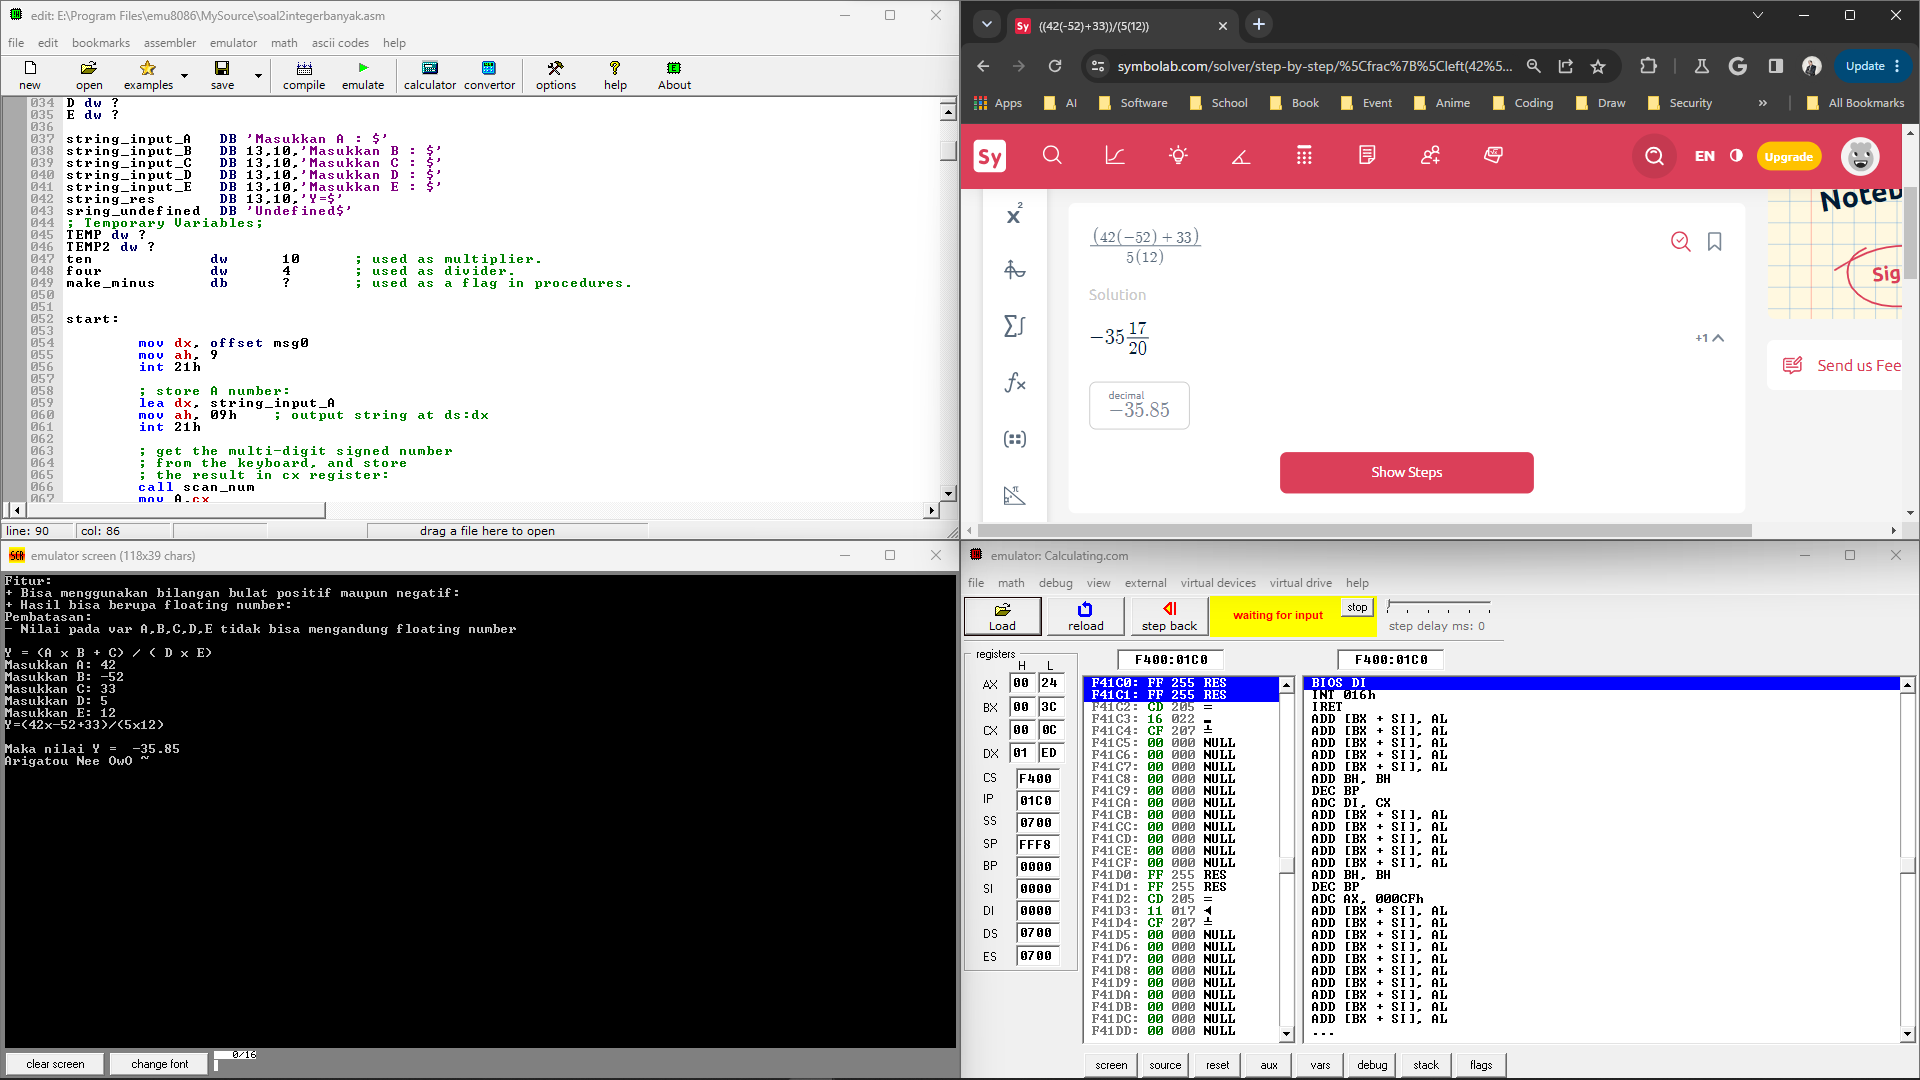 edit: E:\Program Files\emu8086\MySource\soal2integerbanyak.asm
file edit bookmarks assembler emulator math ascii codes help
new open examples save compile emulate calculator convertor options help About
034 D dw ?
035 E dw ?
036
037 string_input_A DB 'Masukkan A : $'
038 string_input_B DB 13,10,'Masukkan B : $'
039 string_input_C DB 13,10,'Masukkan C : $'
040 string_input_D DB 13,10,'Masukkan D : $'
041 string_input_E DB 13,10,'Masukkan E : $'
042 string_res DB 13,10,'Y=$'
043 sring_undefined DB 'Undefined$'
044 ; Temporary Variables;
045 TEMP dw ?
046 TEMP2 dw ?
047 ten dw 10 ; used as multiplier.
048 four dw 4 ; used as divider.
049 make_minus db ? ; used as a flag in procedures.
050
051
052 start:
053
054 mov dx, offset msg0
055 mov ah, 9
056 int 21h
057
058 ; store A number:
059 lea dx, string_input_A
060 mov ah, 09h ; output string at ds:dx
061 int 21h
062
063 ; get the multi-digit signed number
064 ; from the keyboard, and store
065 ; the result in cx register:
066 call scan_num
067 mov A,cx
line: 90 col: 86 drag a file here to open
((42(-52)+33))/(5(12))
symbolab.com/solver/step-by-step/%5Cfrac%7B%5Cleft(42%5... Update
Apps AI Software School Book Event Anime Coding Draw Security » All Bookmarks
Sy EN Upgrade
(42(−52)+33)
5(12)
Solution
−35 17
20
+1
decimal
−35.85
Show Steps
Sig
Send us Fee
emulator screen (118x39 chars)
Fitur:
+ Bisa menggunakan bilangan bulat positif maupun negatif:
+ Hasil bisa berupa floating number:
Pembatasan:
- Nilai pada var A,B,C,D,E tidak bisa mengandung floating number
Y = (A x B + C) / ( D x E)
Masukkan A: 42
Masukkan B: -52
Masukkan C: 33
Masukkan D: 5
Masukkan E: 12
Y=(42x-52+33)/(5x12)
Maka nilai Y = -35.85
Arigatou Nee OwO ~
clear screen change font 0/16
emulator: Calculating.com
file math debug view external virtual devices virtual drive help
Load reload step back waiting for input stop step delay ms: 0
registers F400:01C0 F400:01C0
H L
AX 00 24
BX 00 3C
CX 00 0C
DX 01 ED
CS F400
IP 01C0
SS 0700
SP FFF8
BP 0000
SI 0000
DI 0000
DS 0700
ES 0700
F41C0: FF 255 RES
F41C1: FF 255 RES
F41C2: CD 205 =
F41C3: 16 022 ▬
F41C4: CF 207 ╧
F41C5: 00 000 NULL
F41C6: 00 000 NULL
F41C7: 00 000 NULL
F41C8: 00 000 NULL
F41C9: 00 000 NULL
F41CA: 00 000 NULL
F41CB: 00 000 NULL
F41CC: 00 000 NULL
F41CD: 00 000 NULL
F41CE: 00 000 NULL
F41CF: 00 000 NULL
F41D0: FF 255 RES
F41D1: FF 255 RES
F41D2: CD 205 =
F41D3: 11 017 ◄
F41D4: CF 207 ╧
F41D5: 00 000 NULL
F41D6: 00 000 NULL
F41D7: 00 000 NULL
F41D8: 00 000 NULL
F41D9: 00 000 NULL
F41DA: 00 000 NULL
F41DB: 00 000 NULL
F41DC: 00 000 NULL
F41DD: 00 000 NULL
BIOS DI
INT 016h
IRET
ADD [BX + SI], AL
ADD [BX + SI], AL
ADD [BX + SI], AL
ADD [BX + SI], AL
ADD [BX + SI], AL
ADD BH, BH
DEC BP
ADC DI, CX
ADD [BX + SI], AL
ADD [BX + SI], AL
ADD [BX + SI], AL
ADD [BX + SI], AL
ADD [BX + SI], AL
ADD BH, BH
DEC BP
ADC AX, 000CFh
ADD [BX + SI], AL
ADD [BX + SI], AL
ADD [BX + SI], AL
ADD [BX + SI], AL
ADD [BX + SI], AL
ADD [BX + SI], AL
ADD [BX + SI], AL
ADD [BX + SI], AL
ADD [BX + SI], AL
ADD [BX + SI], AL
...
screen source reset aux vars debug stack flags